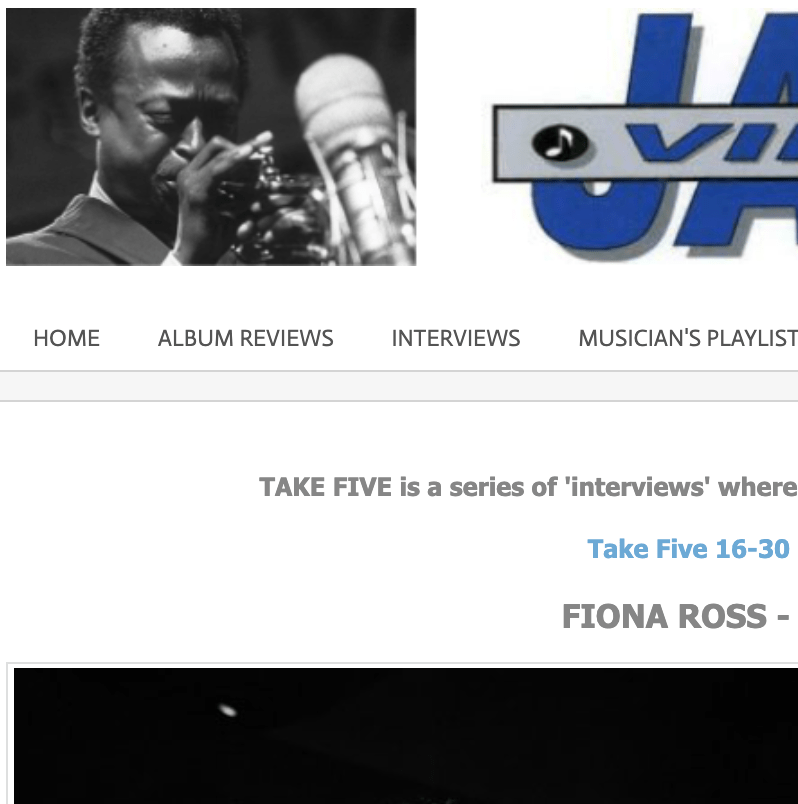 JA
VI
HOME ALBUM REVIEWS INTERVIEWS MUSICIAN'S PLAYLIST
TAKE FIVE is a series of 'interviews' where
Take Five 16-30
FIONA ROSS -